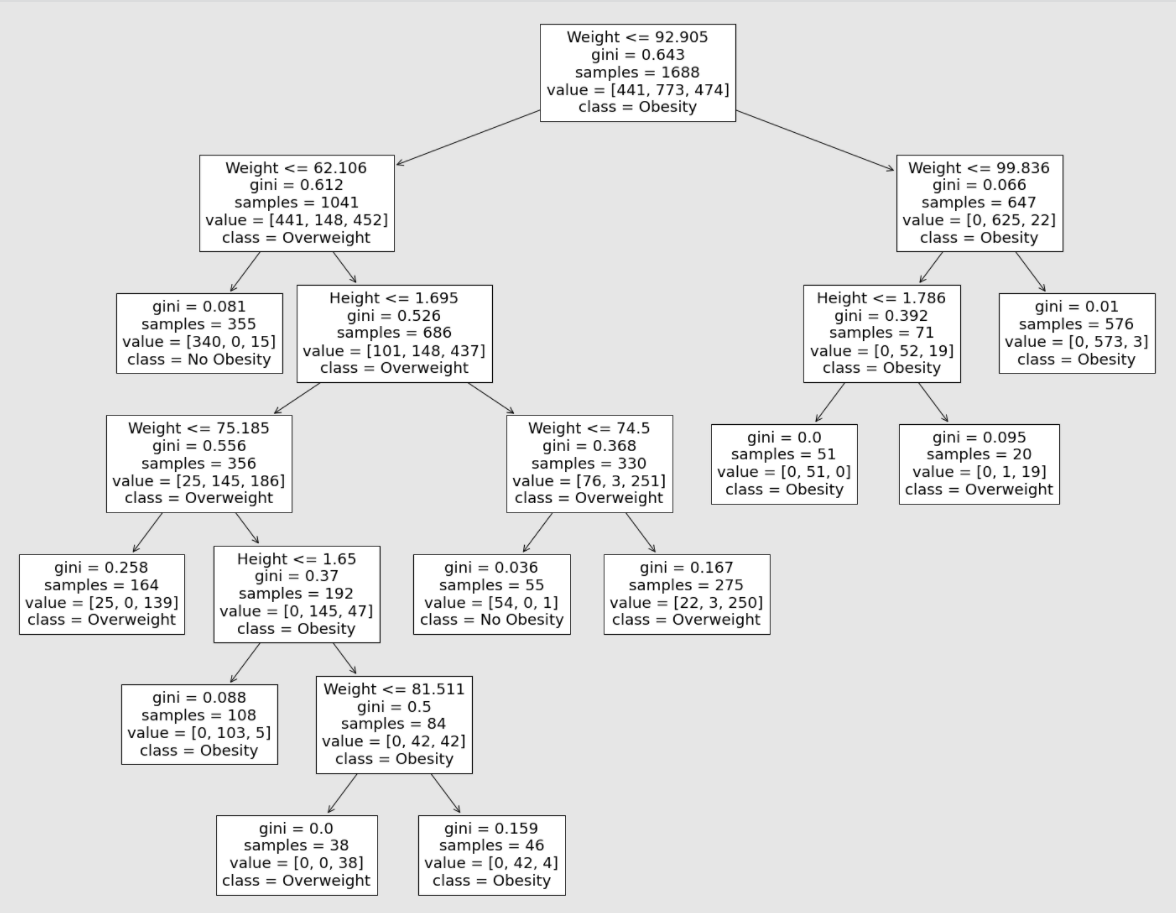 Weight <= 92.905
gini = 0.643
samples = 1688
value = [441, 773, 474]
class = Obesity
Weight <= 62.106
gini = 0.612
samples = 1041
value = [441, 148, 452]
class = Overweight
Weight <= 99.836
gini = 0.066
samples = 647
value = [0, 625, 22]
class = Obesity
gini = 0.081
samples = 355
value = [340, 0, 15]
class = No Obesity
Height <= 1.695
gini = 0.526
samples = 686
value = [101, 148, 437]
class = Overweight
Height <= 1.786
gini = 0.392
samples = 71
value = [0, 52, 19]
class = Obesity
gini = 0.01
samples = 576
value = [0, 573, 3]
class = Obesity
Weight <= 75.185
gini = 0.556
samples = 356
value = [25, 145, 186]
class = Overweight
Weight <= 74.5
gini = 0.368
samples = 330
value = [76, 3, 251]
class = Overweight
gini = 0.0
samples = 51
value = [0, 51, 0]
class = Obesity
gini = 0.095
samples = 20
value = [0, 1, 19]
class = Overweight
gini = 0.258
samples = 164
value = [25, 0, 139]
class = Overweight
Height <= 1.65
gini = 0.37
samples = 192
value = [0, 145, 47]
class = Obesity
gini = 0.036
samples = 55
value = [54, 0, 1]
class = No Obesity
gini = 0.167
samples = 275
value = [22, 3, 250]
class = Overweight
gini = 0.088
samples = 108
value = [0, 103, 5]
class = Obesity
Weight <= 81.511
gini = 0.5
samples = 84
value = [0, 42, 42]
class = Obesity
gini = 0.0
samples = 38
value = [0, 0, 38]
class = Overweight
gini = 0.159
samples = 46
value = [0, 42, 4]
class = Obesity